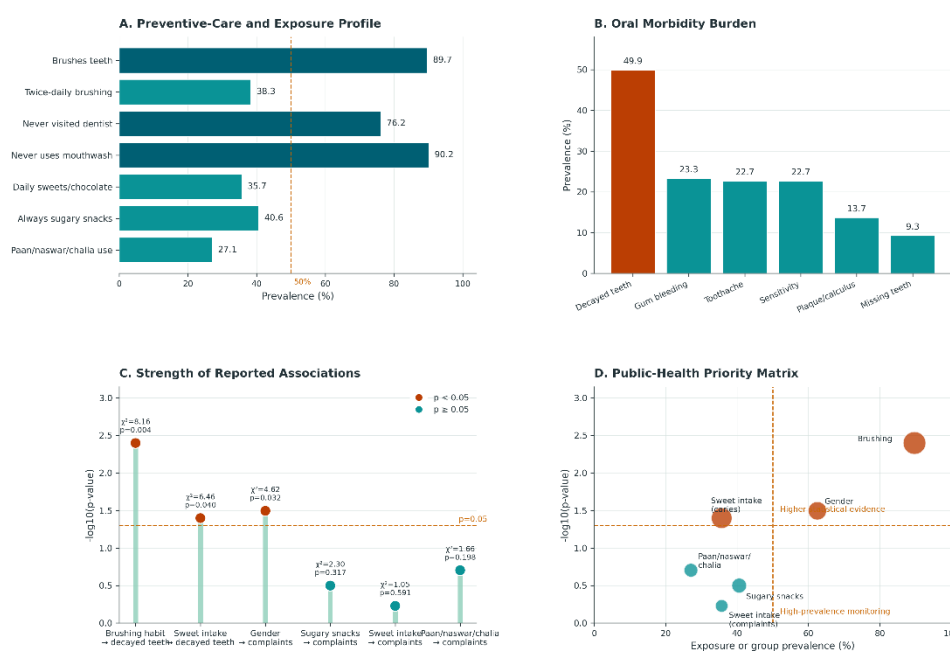 A. Preventive-Care and Exposure Profile
Brushes teeth
89.7
Twice-daily brushing
38.3
Never visited dentist
76.2
Never uses mouthwash
90.2
Daily sweets/chocolate
35.7
Always sugary snacks
40.6
Paan/naswar/chalia use
27.1
0 20 40 60 80 100
50%
Prevalence (%)
B. Oral Morbidity Burden
Prevalence (%)
50
40
30
20
10
0
49.9
23.3
22.7
22.7
13.7
9.3
Decayed teeth
Gum bleeding
Toothache
Sensitivity
Plaque/calculus
Missing teeth
C. Strength of Reported Associations
-log10(p-value)
3.0
2.5
2.0
1.5
1.0
0.5
0.0
p < 0.05
p ≥ 0.05
χ²=8.16
p=0.004
χ²=6.46
p=0.040
χ²=4.62
p=0.032
χ²=2.30
p=0.317
χ²=1.05
p=0.591
χ²=1.66
p=0.198
p=0.05
Brushing habit
→ decayed teeth
Sweet intake
→ decayed teeth
Gender
→ complaints
Sugary snacks
→ complaints
Sweet intake
→ complaints
Paan/naswar/chalia
→ complaints
D. Public-Health Priority Matrix
-log10(p-value)
3.0
2.5
2.0
1.5
1.0
0.5
0.0
Brushing
Sweet intake
(caries)
Gender
Higher statistical evidence
Paan/naswar/
chalia
Sugary snacks
Sweet intake
(complaints)
High-prevalence monitoring
0 20 40 60 80
Exposure or group prevalence (%)